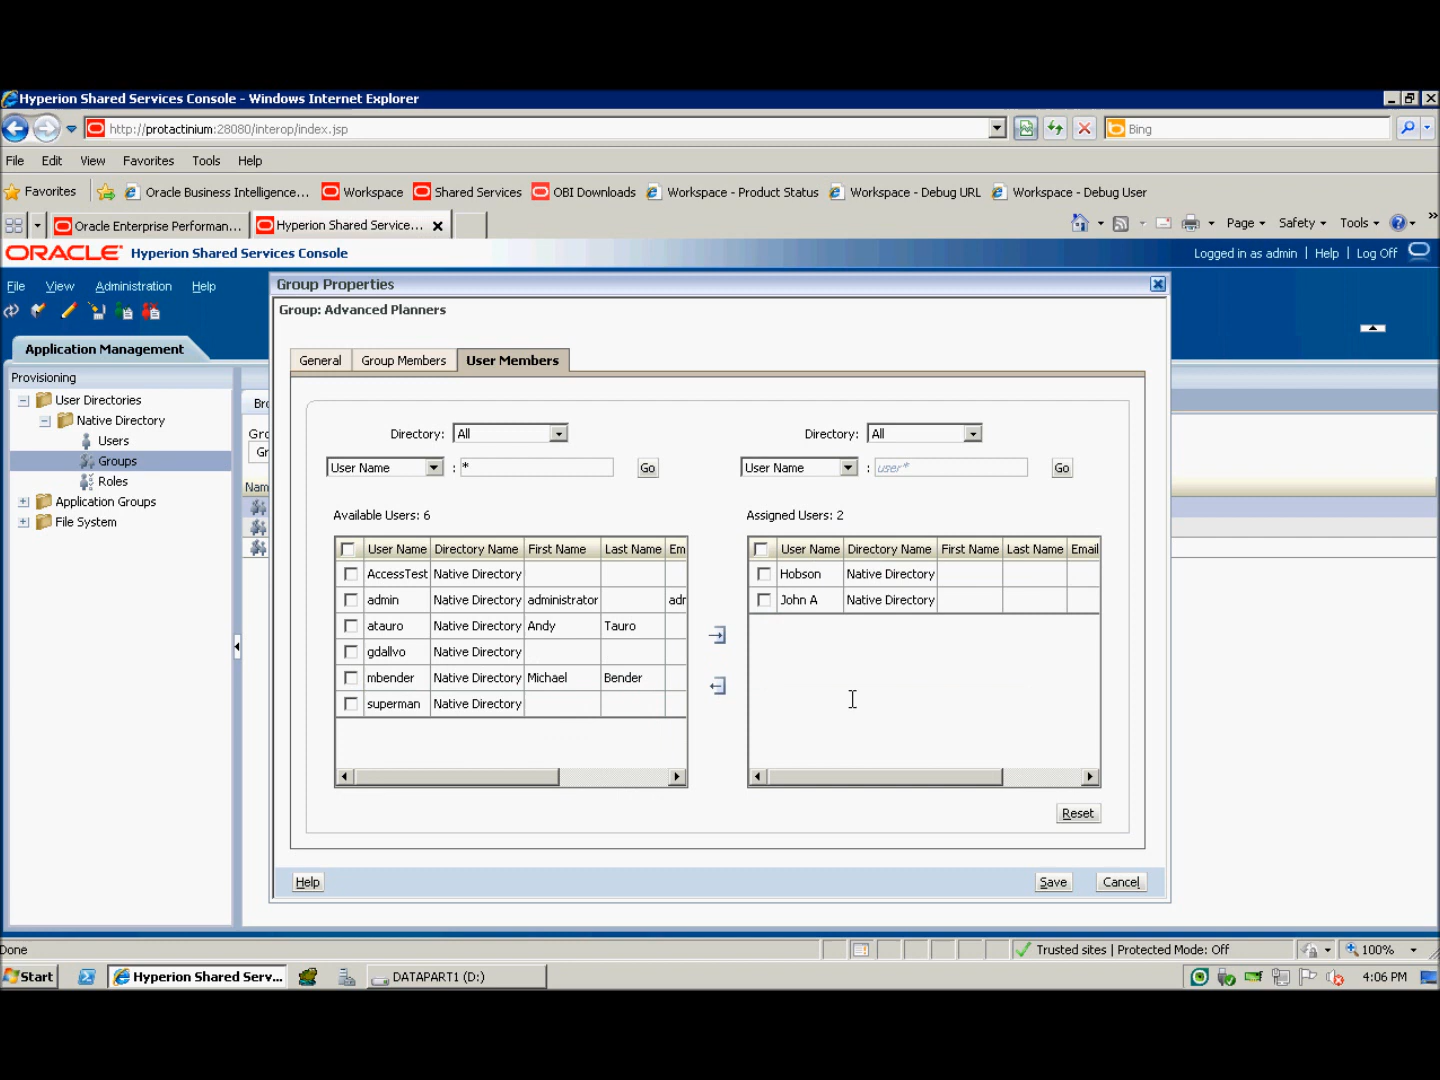 Hyperion Shared Services Console - Windows Internet Explorer
http://protactinium:28080/interop/index.jsp
Bing
File Edit View Favorites Tools Help
Favorites Oracle Business Intelligence... Workspace Shared Services OBI Downloads Workspace - Product Status Workspace - Debug URL Workspace - Debug User
Oracle Enterprise Performan... Hyperion Shared Service... Page Safety Tools
ORACLE Hyperion Shared Services Console Logged in as admin | Help | Log Off
File View Administration Help
Application Management
Provisioning
User Directories
Native Directory
Users
Groups
Roles
Application Groups
File System
Group Properties
Group: Advanced Planners
General Group Members User Members
Directory: All Directory: All
User Name : * Go User Name : user* Go
Available Users: 6 Assigned Users: 2
User Name Directory Name First Name Last Name Em
AccessTest Native Directory
admin Native Directory administrator adr
atauro Native Directory Andy Tauro
gdallvo Native Directory
mbender Native Directory Michael Bender
superman Native Directory
User Name Directory Name First Name Last Name Email
Hobson Native Directory
John A Native Directory
Reset
Help Save Cancel
Done Trusted sites | Protected Mode: Off 100%
Start Hyperion Shared Serv... DATAPART1 (D:) 4:06 PM